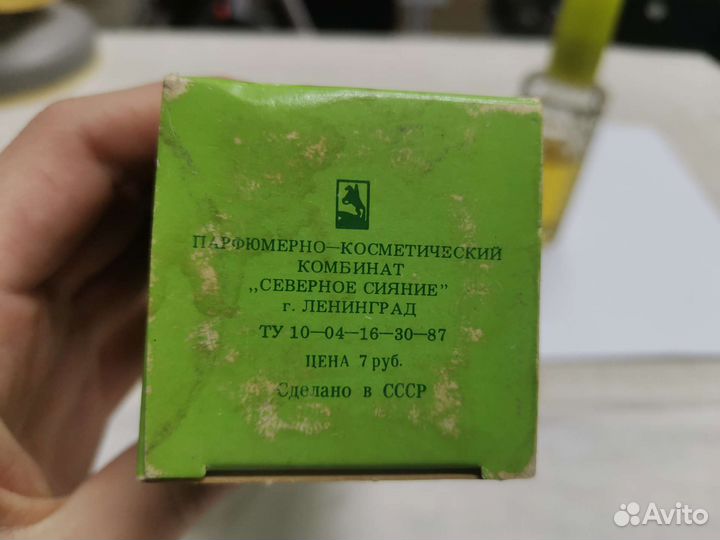 ПАРФЮМЕРНО—КОСМЕТИЧЕСКИЙ
КОМБИНАТ
„СЕВЕРНОЕ СИЯНИЕ”
г. ЛЕНИНГРАД
ТУ 10—04—16—30—87
ЦЕНА 7 руб.
Сделано в СССР
Avito